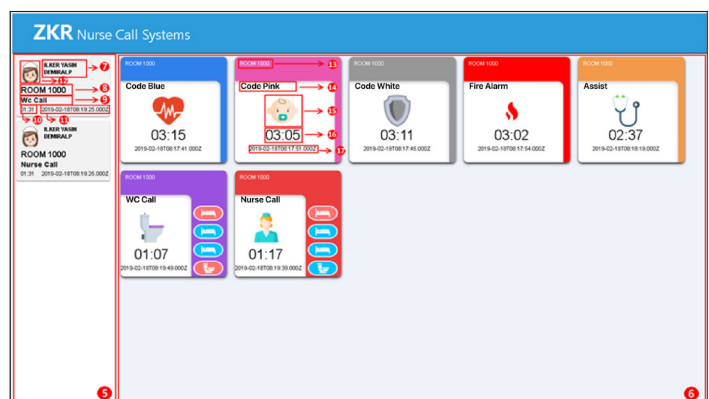 ZKR Nurse Call Systems
ILKER YASIN
DEMIRALP
7
12
ROOM 1000
8
Wc Call
9
01:31 2019-02-18T08:19:25.000Z
10 11
ILKER YASIN
DEMIRALP
ROOM 1000
Nurse Call
01:31 2019-02-18T08:19:25.000Z
5
ROOM 1000
Code Blue
03:15
2019-02-18T08:17:41.000Z
ROOM 1000
13
Code Pink
14
15
03:05
16
2019-02-18T08:17:51.000Z
17
ROOM 1000
Code White
03:11
2019-02-18T08:17:45.000Z
ROOM 1000
Fire Alarm
03:02
2019-02-18T08:17:54.000Z
ROOM 1000
Assist
02:37
2019-02-18T08:18:19.000Z
ROOM 1000
WC Call
01:07
2019-02-18T08:19:49.000Z
ROOM 1000
Nurse Call
01:17
2019-02-18T08:19:39.000Z
6